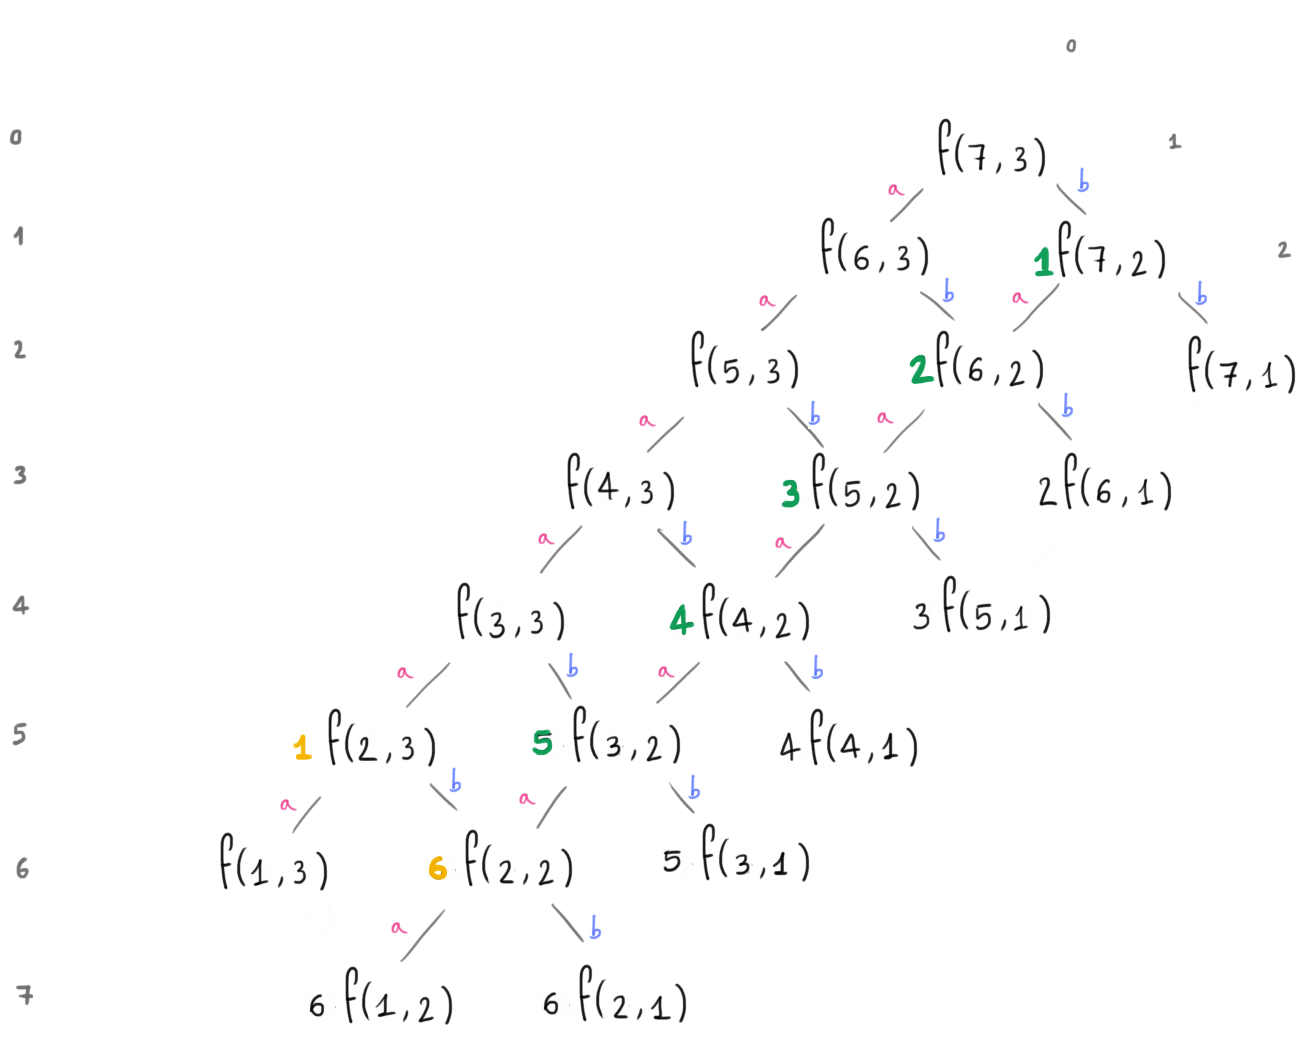 0
0 f(7,3) 1
a b
1 f(6,3) 1f(7,2) 2
a b a b
2 f(5,3) 2f(6,2) f(7,1)
a b a b
3 f(4,3) 3 f(5,2) 2f(6,1)
a b a b
4 f(3,3) 4 f(4,2) 3 f(5,1)
a b a b
5 1 f(2,3) 5 f(3,2) 4 f(4,1)
a b a b
6 f(1,3) 6 f(2,2) 5 f(3,1)
a b
7 6 f(1,2) 6 f(2,1)